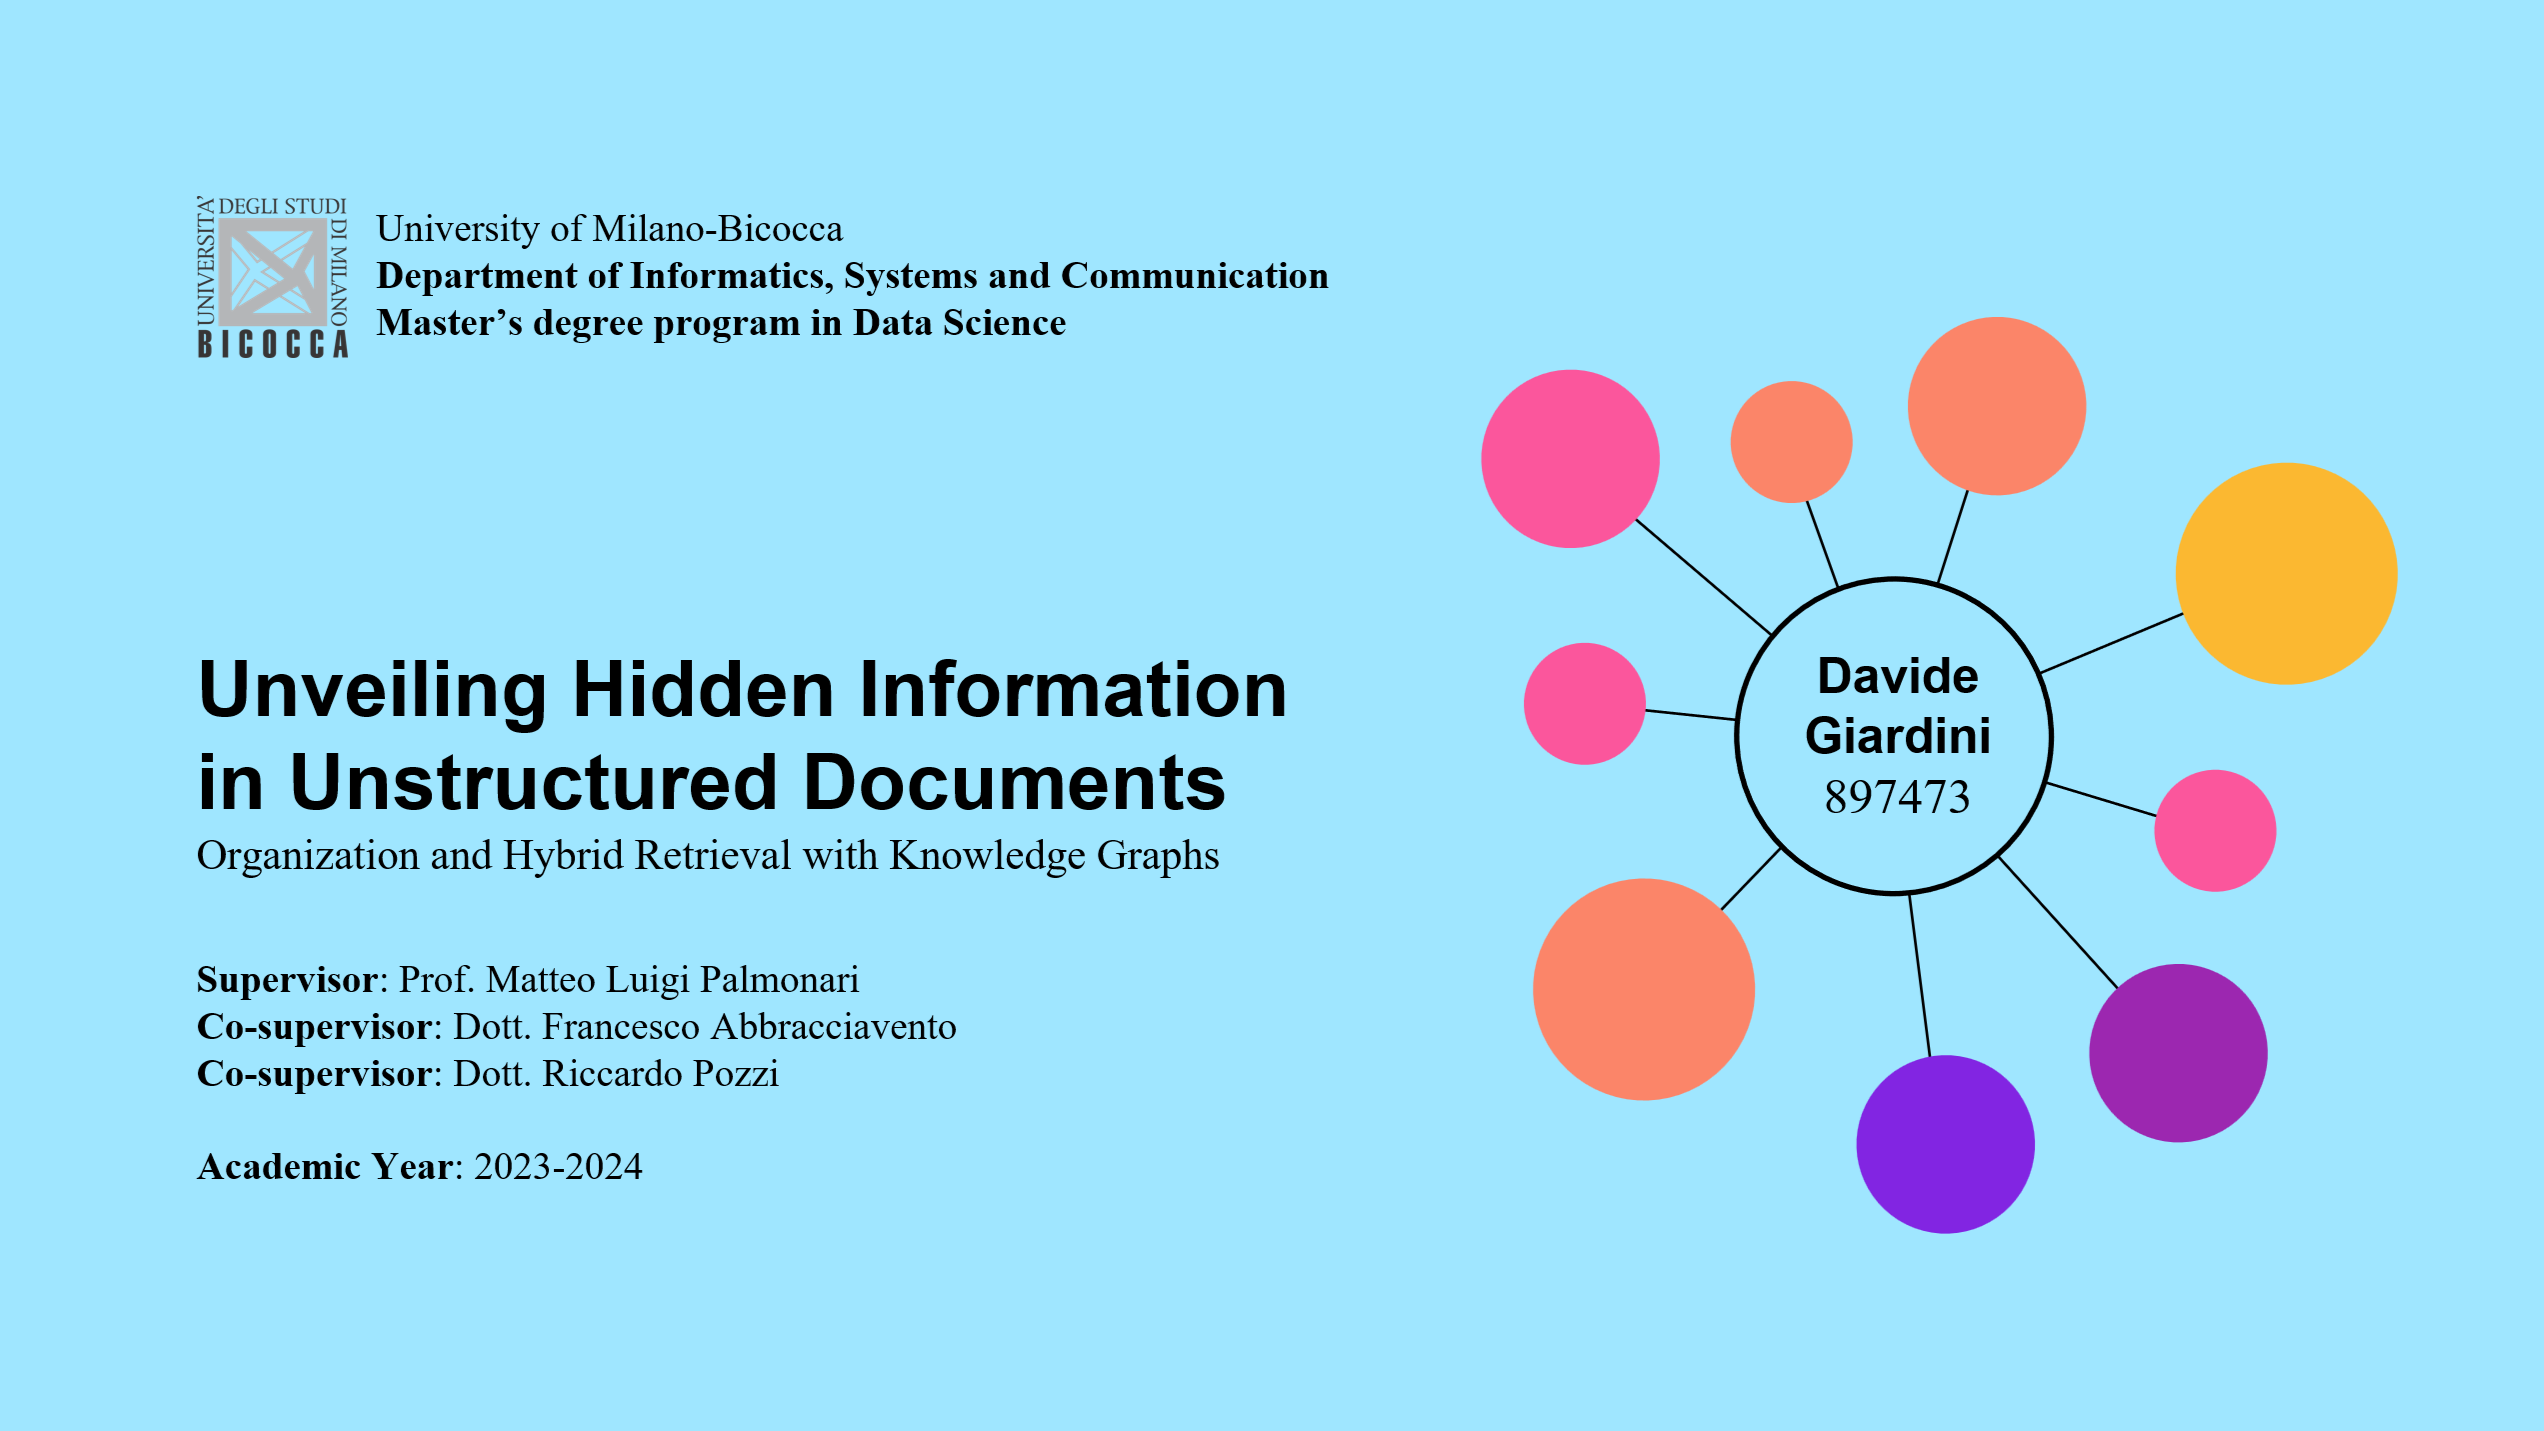 UNIVERSITA’
DEGLI STUDI
DI MILANO
BICOCCA
University of Milano-Bicocca
Department of Informatics, Systems and Communication
Master’s degree program in Data Science
Unveiling Hidden Information
in Unstructured Documents
Organization and Hybrid Retrieval with Knowledge Graphs
Supervisor: Prof. Matteo Luigi Palmonari
Co-supervisor: Dott. Francesco Abbracciavento
Co-supervisor: Dott. Riccardo Pozzi
Academic Year: 2023-2024
Davide
Giardini
897473